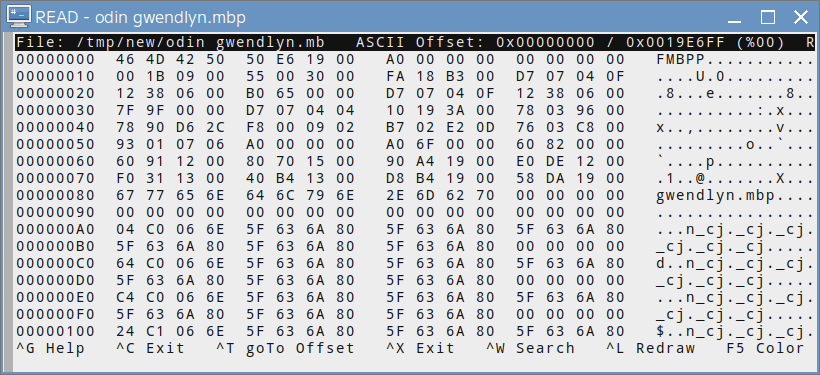 READ - odin gwendlyn.mbp
File: /tmp/new/odin gwendlyn.mb   ASCII Offset: 0x00000000 / 0x0019E6FF (%00)  R
00000000  46 4D 42 50  50 E6 19 00   A0 00 00 00  00 00 00 00   FMBPP...........
00000010  00 1B 09 00  55 00 30 00   FA 18 B3 00  D7 07 04 0F   ....U.0.........
00000020  12 38 06 00  B0 65 00 00   D7 07 04 0F  12 38 06 00   .8...e.......8..
00000030  7F 9F 00 00  D7 07 04 04   10 19 3A 00  78 03 96 00   ..........:.x...
00000040  78 90 D6 2C  F8 00 09 02   B7 02 E2 0D  76 03 C8 00   x..,........v...
00000050  93 01 07 06  A0 00 00 00   A0 6F 00 00  60 82 00 00   .........o..`...
00000060  60 91 12 00  80 70 15 00   90 A4 19 00  E0 DE 12 00   `....p..........
00000070  F0 31 13 00  40 B4 13 00   D8 B4 19 00  58 DA 19 00   .1..@.......X...
00000080  67 77 65 6E  64 6C 79 6E   2E 6D 62 70  00 00 00 00   gwendlyn.mbp....
00000090  00 00 00 00  00 00 00 00   00 00 00 00  00 00 00 00   ................
000000A0  04 C0 06 6E  5F 63 6A 80   5F 63 6A 80  5F 63 6A 80   ...n_cj._cj._cj.
000000B0  5F 63 6A 80  5F 63 6A 80   5F 63 6A 80  00 00 00 00   _cj._cj._cj.....
000000C0  64 C0 06 6E  5F 63 6A 80   5F 63 6A 80  5F 63 6A 80   d..n_cj._cj._cj.
000000D0  5F 63 6A 80  5F 63 6A 80   5F 63 6A 80  00 00 00 00   _cj._cj._cj.....
000000E0  C4 C0 06 6E  5F 63 6A 80   5F 63 6A 80  5F 63 6A 80   ...n_cj._cj._cj.
000000F0  5F 63 6A 80  5F 63 6A 80   5F 63 6A 80  00 00 00 00   _cj._cj._cj.....
00000100  24 C1 06 6E  5F 63 6A 80   5F 63 6A 80  5F 63 6A 80   $..n_cj._cj._cj.
^G Help   ^C Exit   ^T goTo Offset   ^X Exit   ^W Search   ^L Redraw   F5 Color